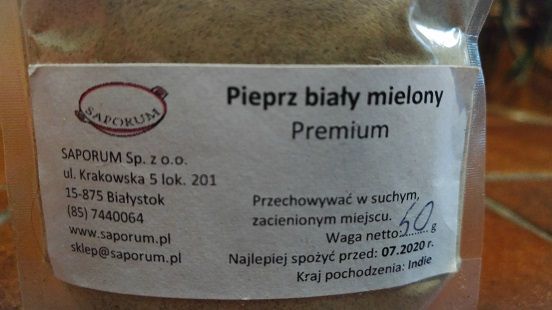 SAPORUM
SAPORUM Sp. z o.o.
ul. Krakowska 5 lok. 201
15-875 Białystok
(85) 7440064
www.saporum.pl
sklep@saporum.pl
Pieprz biały mielony
Premium
Przechowywać w suchym,
zacienionym miejscu.
Waga netto:50........ g
Najlepiej spożyć przed: 07.2020 r.
Kraj pochodzenia: Indie